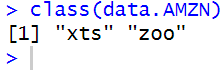 > class(data.AMZN)
[1] "xts" "zoo"
>